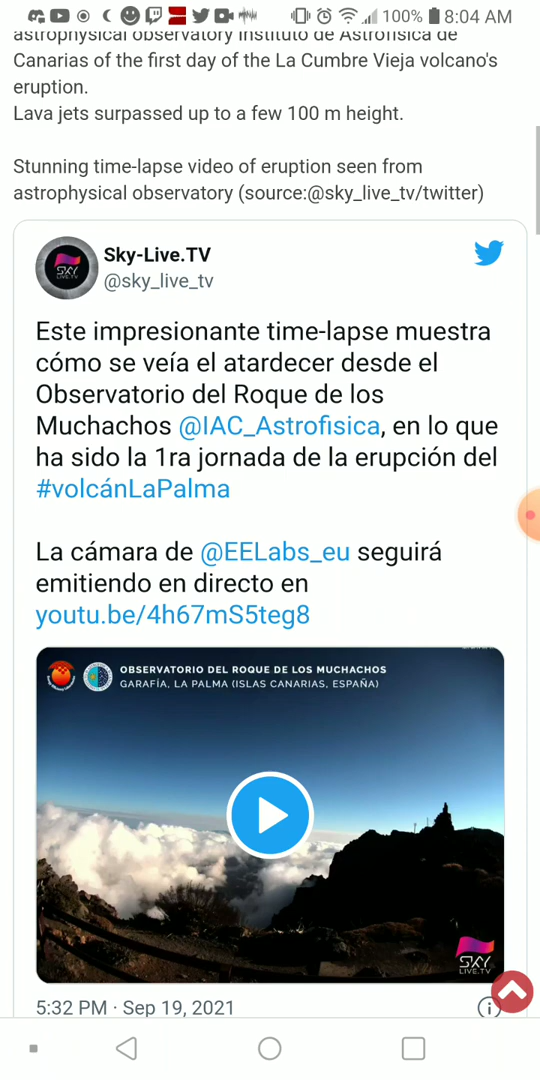 100% 8:04 AM
astrophysical observatory Instituto de Astrofísica de
Canarias of the first day of the La Cumbre Vieja volcano's
eruption.
Lava jets surpassed up to a few 100 m height.
Stunning time-lapse video of eruption seen from
astrophysical observatory (source:@sky_live_tv/twitter)
Sky-Live.TV
@sky_live_tv
Este impresionante time-lapse muestra
cómo se veía el atardecer desde el
Observatorio del Roque de los
Muchachos @IAC_Astrofisica, en lo que
ha sido la 1ra jornada de la erupción del
#volcánLaPalma
La cámara de @EELabs_eu seguirá
emitiendo en directo en
youtu.be/4h67mS5teg8
OBSERVATORIO DEL ROQUE DE LOS MUCHACHOS
GARAFÍA, LA PALMA (ISLAS CANARIAS, ESPAÑA)
SKY
LIVE.TV
5:32 PM · Sep 19, 2021